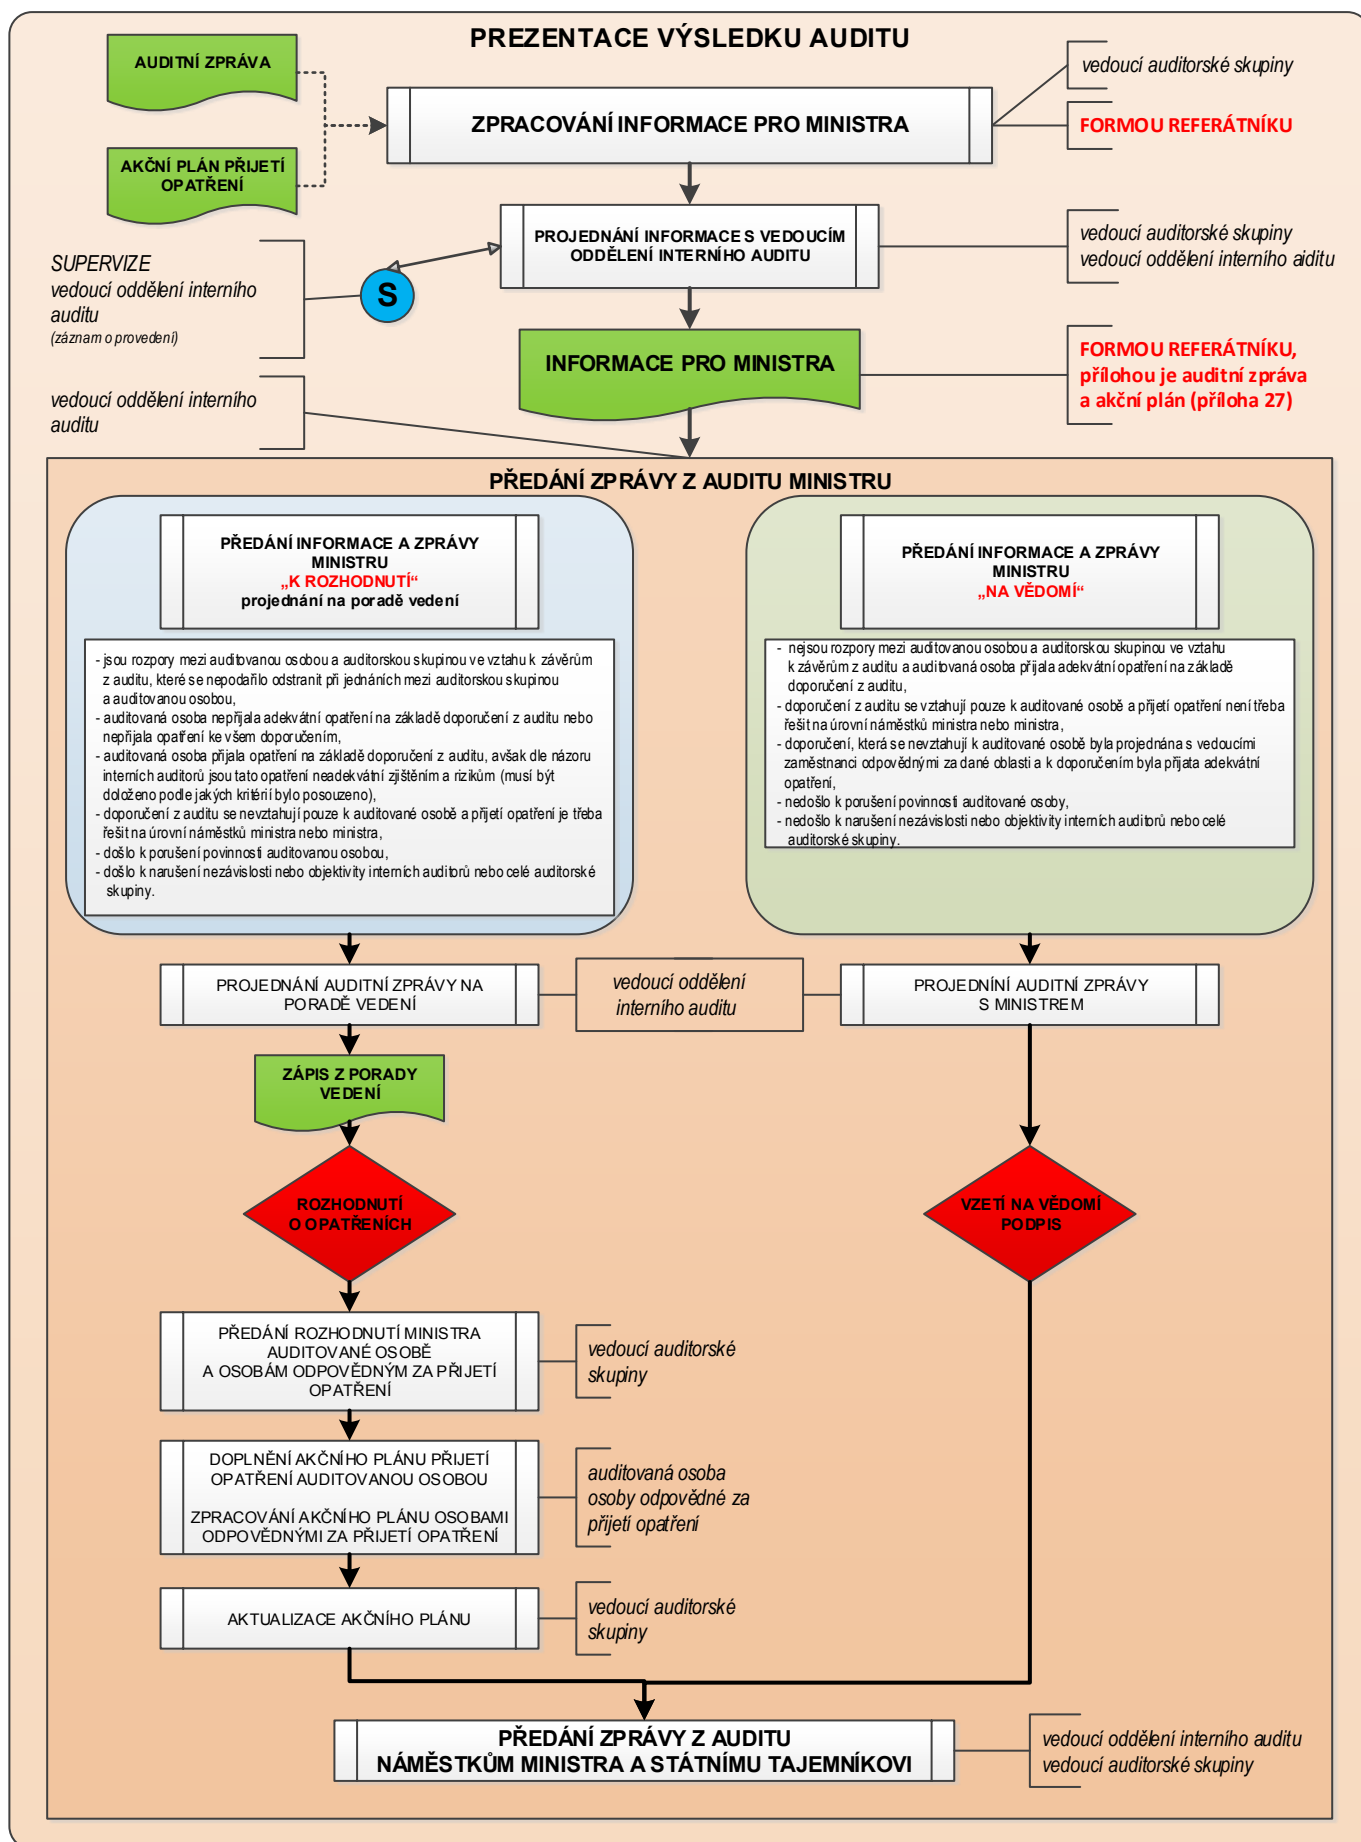 PREZENTACE VÝSLEDKU AUDITU
AUDITNÍ ZPRÁVA
vedoucí auditorské skupiny
ZPRACOVÁNÍ INFORMACE PRO MINISTRA
FORMOU REFERÁTNÍKU
AKČNÍ PLÁN PŘIJETÍ
OPATŘENÍ
PROJEDNÁNÍ INFORMACE S VEDOUCÍM
ODDĚLENÍ INTERNÍHO AUDITU
vedoucí auditorské skupiny
vedoucí oddělení interního aiditu
SUPERVIZE
vedoucí oddělení interního
auditu
(záznam o provedení)
S
INFORMACE PRO MINISTRA
FORMOU REFERÁTNÍKU,
přílohou je auditní zpráva
a akční plán (příloha 27)
vedoucí oddělení interního
auditu
PŘEDÁNÍ ZPRÁVY Z AUDITU MINISTRU
PŘEDÁNÍ INFORMACE A ZPRÁVY
MINISTRU
„K ROZHODNUTÍ“
projednání na poradě vedení
- jsou rozpory mezi auditovanou osobou a auditorskou skupinou ve vztahu k závěrům
z auditu, které se nepodařilo odstranit při jednáních mezi auditorskou skupinou
a auditovanou osobou,
- auditovaná osoba nepřijala adekvátní opatření na základě doporučení z auditu nebo
nepřijala opatření ke všem doporučením,
- auditovaná osoba přijala opatření na základě doporučení z auditu, avšak dle názoru
interních auditorů jsou tato opatření neadekvátní zjištěním a rizikům (musí být
doloženo podle jakých kritérií bylo posouzeno),
- doporučení z auditu se nevztahují pouze k auditované osobě a přijetí opatření je třeba
řešit na úrovní náměstků ministra nebo ministra,
- došlo k porušení povinností auditovanou osobou,
- došlo k narušení nezávislosti nebo objektivity interních auditorů nebo celé auditorské
skupiny.
PŘEDÁNÍ INFORMACE A ZPRÁVY
MINISTRU
„NA VĚDOMÍ“
- nejsou rozpory mezi auditovanou osobou a auditorskou skupinou ve vztahu
k závěrům z auditu a auditovaná osoba přijala adekvátní opatření na základě
doporučení z auditu,
- doporučení z auditu se vztahují pouze k auditované osobě a přijetí opatření není třeba
řešit na úrovní náměstků ministra nebo ministra,
- doporučení, která se nevztahují k auditované osobě byla projednána s vedoucími
zaměstnanci odpovědnými za dané oblasti a k doporučením byla přijata adekvátní
opatření,
- nedošlo k porušení povinností auditované osoby,
- nedošlo k narušení nezávislosti nebo objektivity interních auditorů nebo celé
auditorské skupiny.
PROJEDNÁNÍ AUDITNÍ ZPRÁVY NA
PORADĚ VEDENÍ
vedoucí oddělení
interního auditu
PROJEDNÍNÍ AUDITNÍ ZPRÁVY
S MINISTREM
ZÁPIS Z PORADY
VEDENÍ
ROZHODNUTÍ
O OPATŘENÍCH
VZETÍ NA VĚDOMÍ
PODPIS
PŘEDÁNÍ ROZHODNUTÍ MINISTRA
AUDITOVANÉ OSOBĚ
A OSOBÁM ODPOVĚDNÝM ZA PŘIJETÍ
OPATŘENÍ
vedoucí auditorské
skupiny
DOPLNĚNÍ AKČNÍHO PLÁNU PŘIJETÍ
OPATŘENÍ AUDITOVANOU OSOBOU
ZPRACOVÁNÍ AKČNÍHO PLÁNU OSOBAMI
ODPOVĚDNÝMI ZA PŘIJETÍ OPATŘENÍ
auditovaná osoba
osoby odpovědné za
přijetí opatření
AKTUALIZACE AKČNÍHO PLÁNU
vedoucí auditorské
skupiny
PŘEDÁNÍ ZPRÁVY Z AUDITU
NÁMĚSTKŮM MINISTRA A STÁTNÍMU TAJEMNÍKOVI
vedoucí oddělení interního auditu
vedoucí auditorské skupiny